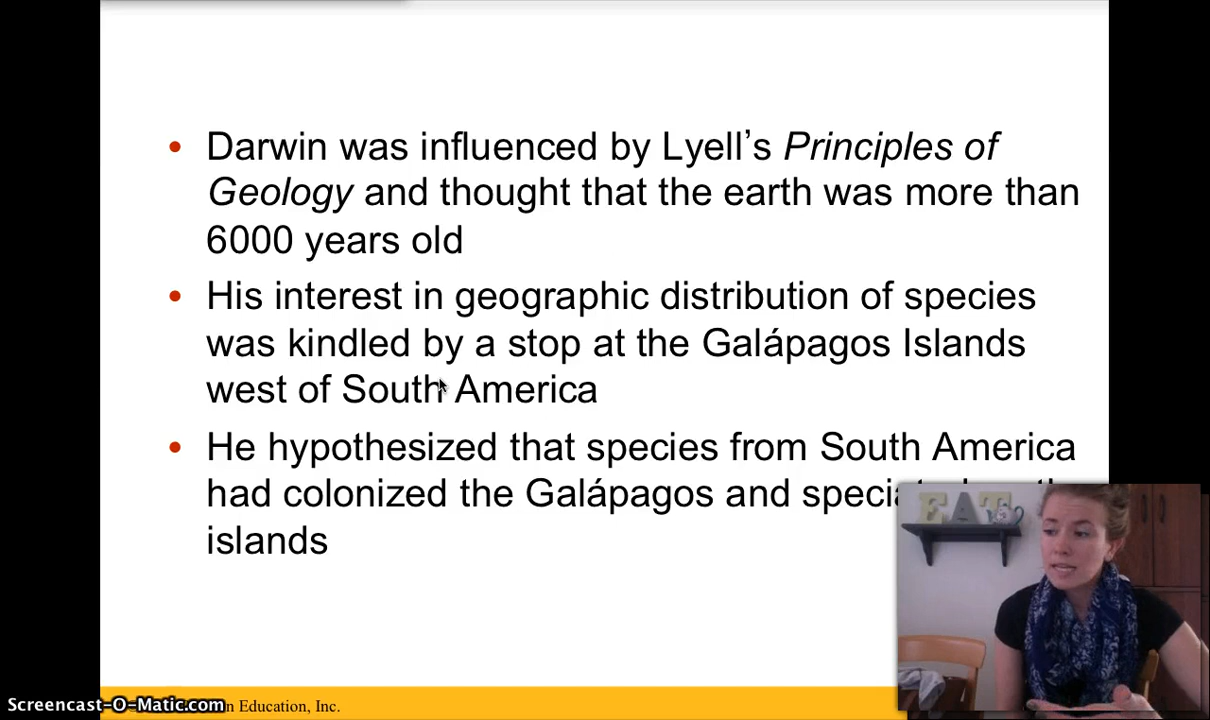 • Darwin was influenced by Lyell’s Principles of
Geology and thought that the earth was more than
6000 years old
• His interest in geographic distribution of species
was kindled by a stop at the Galápagos Islands
west of South America
• He hypothesized that species from South America
had colonized the Galápagos and
islands
EAT
Screencast-O-Matic.com
Education, Inc.